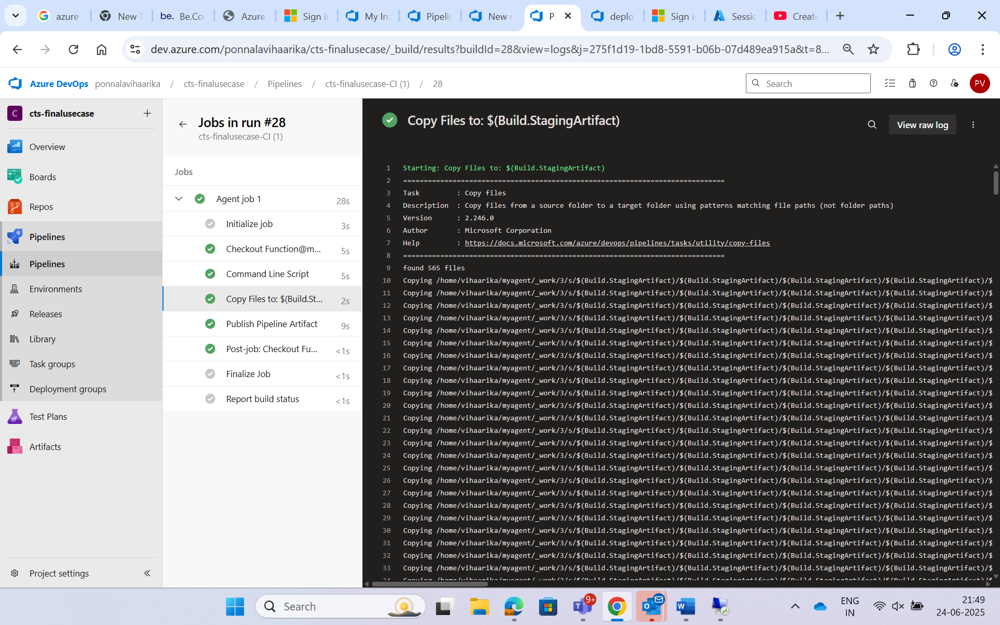 azure
New T
be. Be.Co
Azure
Sign i
My Inf
Pipelin
New r
P
deplo
Sign i
Sessic
Create
dev.azure.com/ponnalavihaarika/cts-finalusecase/_build/results?buildId=28&view=logs&j=275f1d19-1bd8-5591-b06b-07d489ea915a&t=8...
Azure DevOps ponnalavihaarika / cts-finalusecase / Pipelines / cts-finalusecase-CI (1) / 28
Search
PV
C cts-finalusecase
Overview
Boards
Repos
Pipelines
Pipelines
Environments
Releases
Library
Task groups
Deployment groups
Test Plans
Artifacts
Project settings
Jobs in run #28
cts-finalusecase-CI (1)
Jobs
Agent job 1 28s
Initialize job 3s
Checkout Function@m... 5s
Command Line Script 5s
Copy Files to: $(Build.St... 2s
Publish Pipeline Artifact 9s
Post-job: Checkout Fu... <1s
Finalize Job <1s
Report build status <1s
Copy Files to: $(Build.StagingArtifact)
View raw log
1 Starting: Copy Files to: $(Build.StagingArtifact)
2 ==============================================================================
3 Task : Copy files
4 Description : Copy files from a source folder to a target folder using patterns matching file paths (not folder paths)
5 Version : 2.246.0
6 Author : Microsoft Corporation
7 Help : https://docs.microsoft.com/azure/devops/pipelines/tasks/utility/copy-files
8 ==============================================================================
9 found 565 files
10 Copying /home/vihaarika/myagent/_work/3/s/$(Build.StagingArtifact)/$(Build.StagingArtifact)/$(Build.StagingArtifact)/$(Build.StagingArtifact)/$
11 Copying /home/vihaarika/myagent/_work/3/s/$(Build.StagingArtifact)/$(Build.StagingArtifact)/$(Build.StagingArtifact)/$(Build.StagingArtifact)/$
12 Copying /home/vihaarika/myagent/_work/3/s/$(Build.StagingArtifact)/$(Build.StagingArtifact)/$(Build.StagingArtifact)/$(Build.StagingArtifact)/$
13 Copying /home/vihaarika/myagent/_work/3/s/$(Build.StagingArtifact)/$(Build.StagingArtifact)/$(Build.StagingArtifact)/$(Build.StagingArtifact)/$
14 Copying /home/vihaarika/myagent/_work/3/s/$(Build.StagingArtifact)/$(Build.StagingArtifact)/$(Build.StagingArtifact)/$(Build.StagingArtifact)/$
15 Copying /home/vihaarika/myagent/_work/3/s/$(Build.StagingArtifact)/$(Build.StagingArtifact)/$(Build.StagingArtifact)/$(Build.StagingArtifact)/$
16 Copying /home/vihaarika/myagent/_work/3/s/$(Build.StagingArtifact)/$(Build.StagingArtifact)/$(Build.StagingArtifact)/$(Build.StagingArtifact)/$
17 Copying /home/vihaarika/myagent/_work/3/s/$(Build.StagingArtifact)/$(Build.StagingArtifact)/$(Build.StagingArtifact)/$(Build.StagingArtifact)/$
18 Copying /home/vihaarika/myagent/_work/3/s/$(Build.StagingArtifact)/$(Build.StagingArtifact)/$(Build.StagingArtifact)/$(Build.StagingArtifact)/$
19 Copying /home/vihaarika/myagent/_work/3/s/$(Build.StagingArtifact)/$(Build.StagingArtifact)/$(Build.StagingArtifact)/$(Build.StagingArtifact)/$
20 Copying /home/vihaarika/myagent/_work/3/s/$(Build.StagingArtifact)/$(Build.StagingArtifact)/$(Build.StagingArtifact)/$(Build.StagingArtifact)/$
21 Copying /home/vihaarika/myagent/_work/3/s/$(Build.StagingArtifact)/$(Build.StagingArtifact)/$(Build.StagingArtifact)/$(Build.StagingArtifact)/$
22 Copying /home/vihaarika/myagent/_work/3/s/$(Build.StagingArtifact)/$(Build.StagingArtifact)/$(Build.StagingArtifact)/$(Build.StagingArtifact)/$
23 Copying /home/vihaarika/myagent/_work/3/s/$(Build.StagingArtifact)/$(Build.StagingArtifact)/$(Build.StagingArtifact)/$(Build.StagingArtifact)/$
24 Copying /home/vihaarika/myagent/_work/3/s/$(Build.StagingArtifact)/$(Build.StagingArtifact)/$(Build.StagingArtifact)/$(Build.StagingArtifact)/$
25 Copying /home/vihaarika/myagent/_work/3/s/$(Build.StagingArtifact)/$(Build.StagingArtifact)/$(Build.StagingArtifact)/$(Build.StagingArtifact)/$
26 Copying /home/vihaarika/myagent/_work/3/s/$(Build.StagingArtifact)/$(Build.StagingArtifact)/$(Build.StagingArtifact)/$(Build.StagingArtifact)/$
27 Copying /home/vihaarika/myagent/_work/3/s/$(Build.StagingArtifact)/$(Build.StagingArtifact)/$(Build.StagingArtifact)/$(Build.StagingArtifact)/$
28 Copying /home/vihaarika/myagent/_work/3/s/$(Build.StagingArtifact)/$(Build.StagingArtifact)/$(Build.StagingArtifact)/$(Build.StagingArtifact)/$
29 Copying /home/vihaarika/myagent/_work/3/s/$(Build.StagingArtifact)/$(Build.StagingArtifact)/$(Build.StagingArtifact)/$(Build.StagingArtifact)/$
30 Copying /home/vihaarika/myagent/_work/3/s/$(Build.StagingArtifact)/$(Build.StagingArtifact)/$(Build.StagingArtifact)/$(Build.StagingArtifact)/$
31 Copying /home/vihaarika/myagent/_work/3/s/$(Build.StagingArtifact)/$(Build.StagingArtifact)/$(Build.StagingArtifact)/$(Build.StagingArtifact)/$
32 Copying /home/vihaarika/myagent/_work/3/s/$(Build.StagingArtifact)/$(Build.StagingArtifact)/$(Build.StagingArtifact)/$(Build.StagingArtifact)/$
33 Copying /home/vihaarika/myagent/_work/3/s/$(Build.StagingArtifact)/$(Build.StagingArtifact)/$(Build.StagingArtifact)/$(Build.StagingArtifact)/$
Search
9+
ENG
IN
21:49
24-06-2025